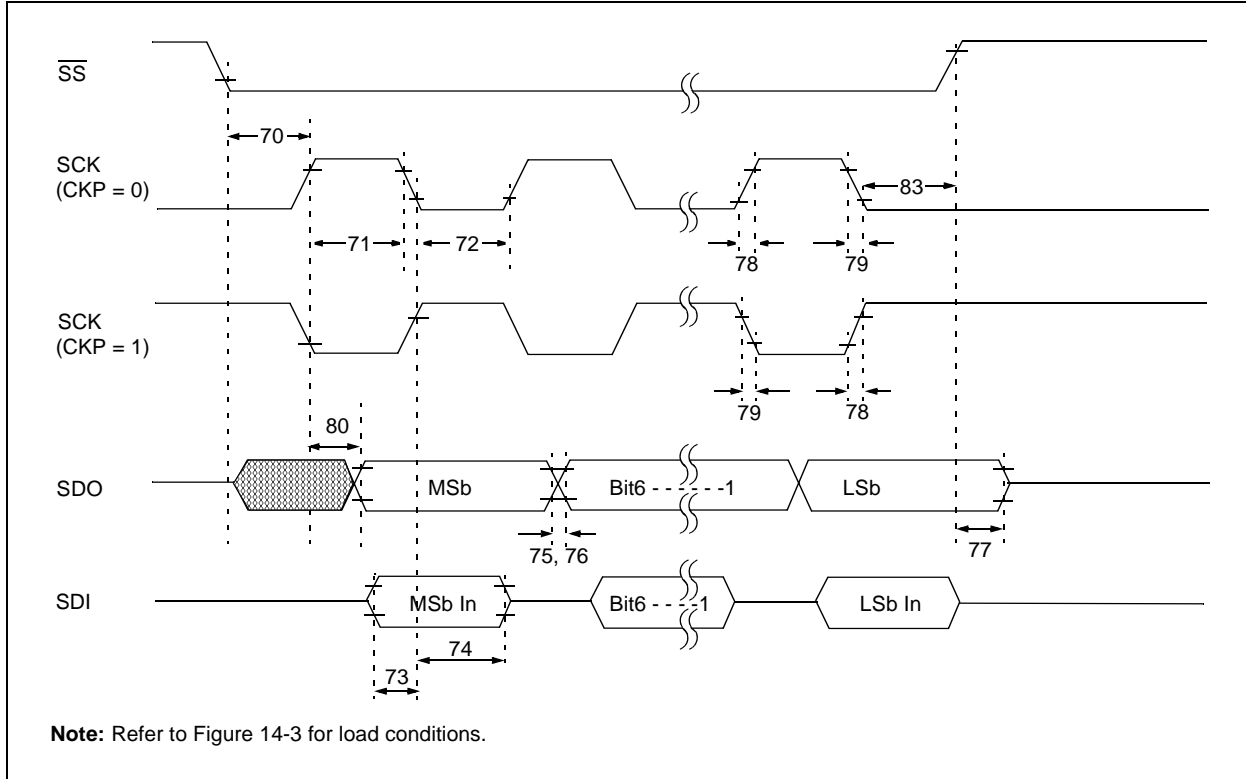 SS
70
SCK
(CKP = 0)
83
71
72
78
79
SCK
(CKP = 1)
79
78
80
SDO
MSb
Bit6 - - - - - -1
LSb
75, 76
77
SDI
MSb In
Bit6 - - - -1
LSb In
74
73
Note: Refer to Figure 14-3 for load conditions.